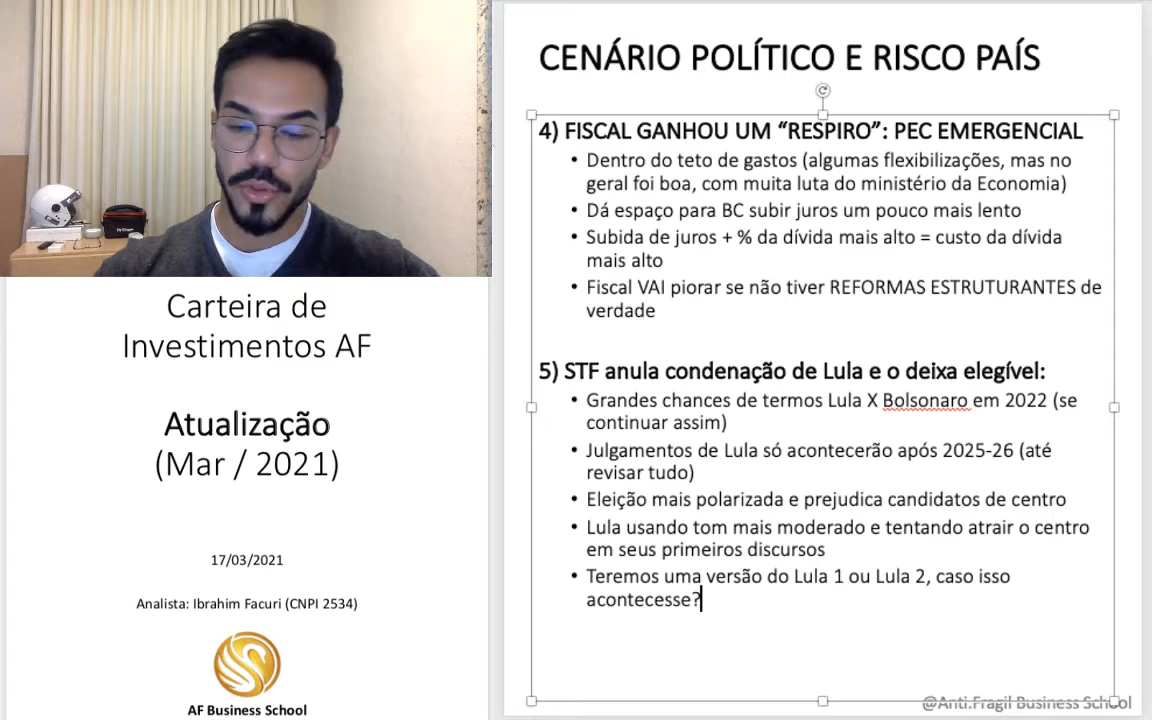 Carteira de
Investimentos AF
Atualização
(Mar / 2021)
17/03/2021
Analista: Ibrahim Facuri (CNPI 2534)
AF Business School
CENÁRIO POLÍTICO E RISCO PAÍS
4) FISCAL GANHOU UM “RESPIRO”: PEC EMERGENCIAL
• Dentro do teto de gastos (algumas flexibilizações, mas no
geral foi boa, com muita luta do ministério da Economia)
• Dá espaço para BC subir juros um pouco mais lento
• Subida de juros + % da dívida mais alto = custo da dívida
mais alto
• Fiscal VAI piorar se não tiver REFORMAS ESTRUTURANTES de
verdade
5) STF anula condenação de Lula e o deixa elegível:
• Grandes chances de termos Lula X Bolsonaro em 2022 (se
continuar assim)
• Julgamentos de Lula só acontecerão após 2025-26 (até
revisar tudo)
• Eleição mais polarizada e prejudica candidatos de centro
• Lula usando tom mais moderado e tentando atrair o centro
em seus primeiros discursos
• Teremos uma versão do Lula 1 ou Lula 2, caso isso
acontecesse?
@Anti.Fragil Business School